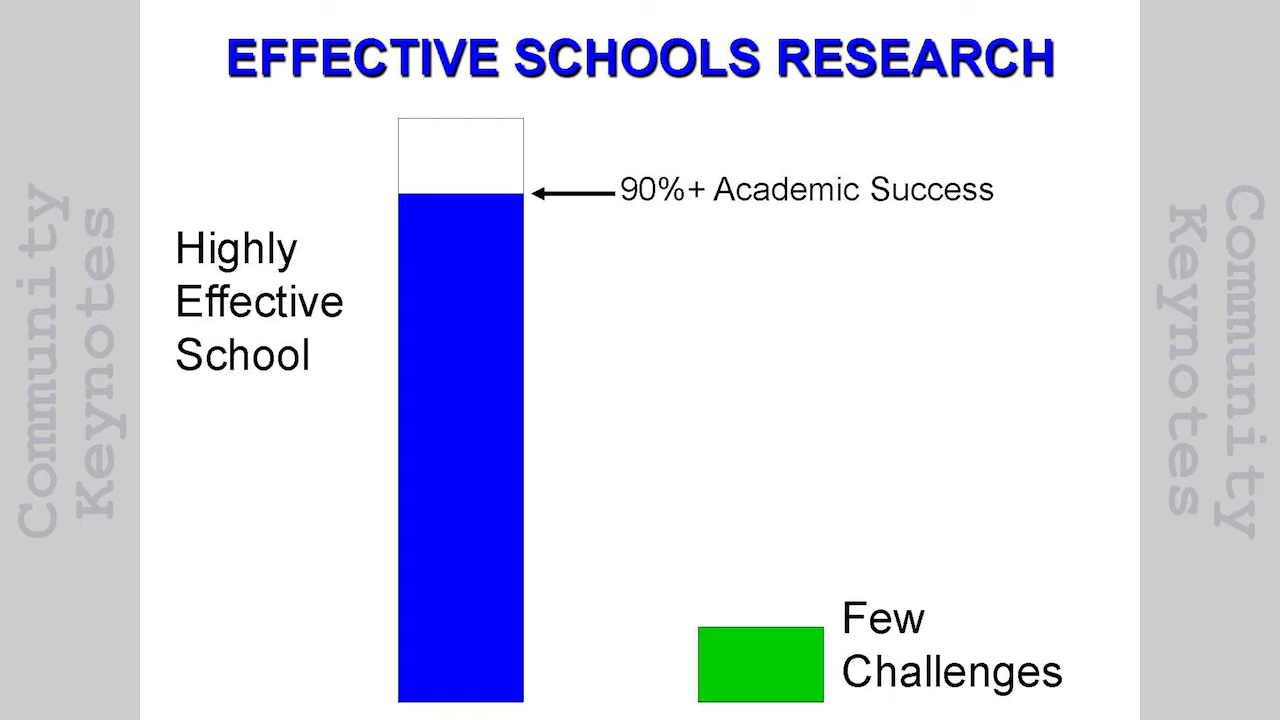 EFFECTIVE SCHOOLS RESEARCH
90%+ Academic Success
Highly
Effective
School
Few
Challenges
Community
Keynotes
Community
Keynotes